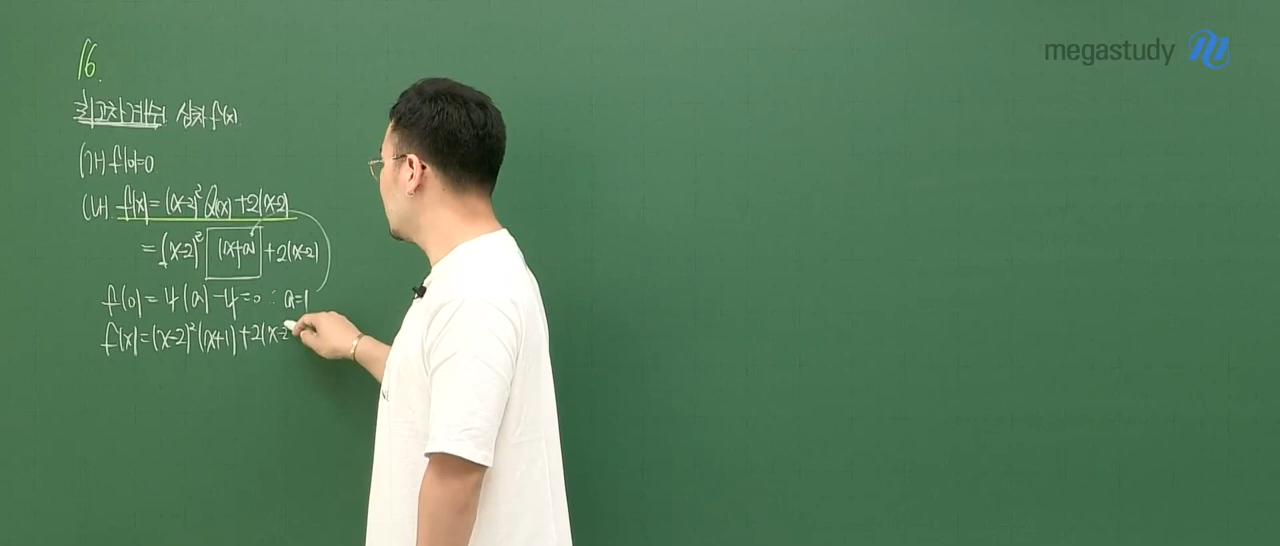 megastudy
16.
최고차계수 1 삼차 f(x)
(가) f(0)=0
(나) f(x)=(x-2)²Q(x)+2(x-2)
=(x-2)²(x+a)+2(x-2)
f(0)=4(a)-4=0 ∴ a=1
f(x)=(x-2)²(x+1)+2(x-2